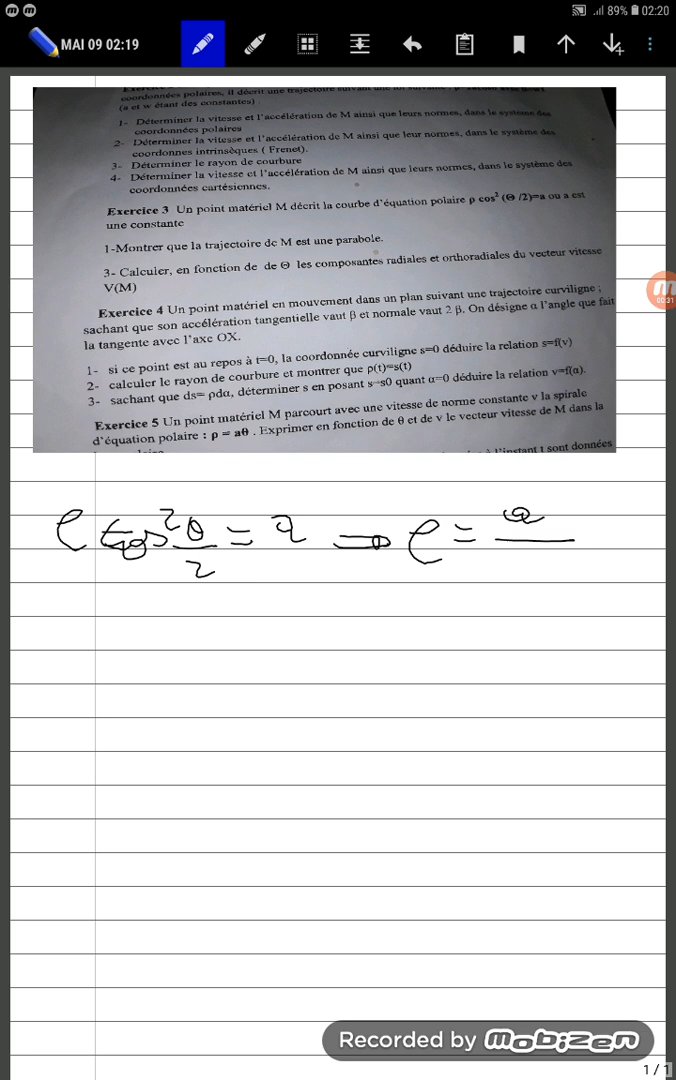 89% 02:20
MAI 09 02:19
coordonnées polaires, il décrit une trajectoire
(a et w étant des constantes)
1- Déterminer la vitesse et l'accélération de M ainsi que leurs normes, dans le système des
coordonnées polaires
2- Déterminer la vitesse et l'accélération de M ainsi que leur normes, dans le système des
coordonnes intrinsèques ( Frenet).
3- Déterminer le rayon de courbure
4- Déterminer la vitesse et l'accélération de M ainsi que leurs normes, dans le système des
coordonnées cartésiennes.
Exercice 3 Un point matériel M décrit la courbe d'équation polaire ρ cos² (Θ /2)=a ou a est
une constante
1-Montrer que la trajectoire de M est une parabole.
3- Calculer, en fonction de de Θ les composantes radiales et orthoradiales du vecteur vitesse
V(M)
00:31
Exercice 4 Un point matériel en mouvement dans un plan suivant une trajectoire curviligne ;
sachant que son accélération tangentielle vaut β et normale vaut 2 β. On désigne α l'angle que fait
la tangente avec l'axe OX.
1- si ce point est au repos à t=0, la coordonnée curviligne s=0 déduire la relation s=f(v)
2- calculer le rayon de courbure et montrer que ρ(t)=s(t)
3- sachant que ds= ρdα, déterminer s en posant s=s0 quant α=0 déduire la relation v=f(α).
Exercice 5 Un point matériel M parcourt avec une vitesse de norme constante v la spirale
d'équation polaire : ρ = aθ . Exprimer en fonction de θ et de v le vecteur vitesse de M dans la
à l'instant t sont données
ρ cos² θ/2 = a ⇒ ρ = a
Recorded by Mobizen
1 / 1